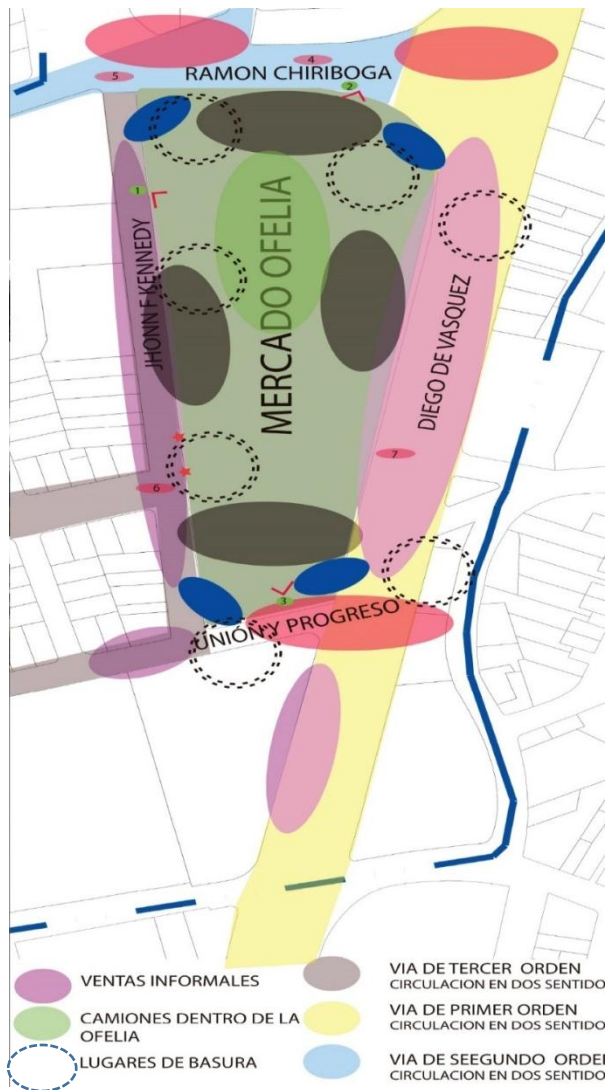 4
5
RAMON CHIRIBOGA
2
1
JHONN F KENNEDY
MERCADO OFELIA
DIEGO DE VASQUEZ
7
6
3
UNIÓN Y PROGRESO
VENTAS INFORMALES
CAMIONES DENTRO DE LA
OFELIA
LUGARES DE BASURA
VIA DE TERCER ORDEN
CIRCULACION EN DOS SENTIDO
VIA DE PRIMER ORDEN
CIRCULACION EN DOS SENTIDO
VIA DE SEEGUNDO ORDE
CIRCULACION EN DOS SENTIDO